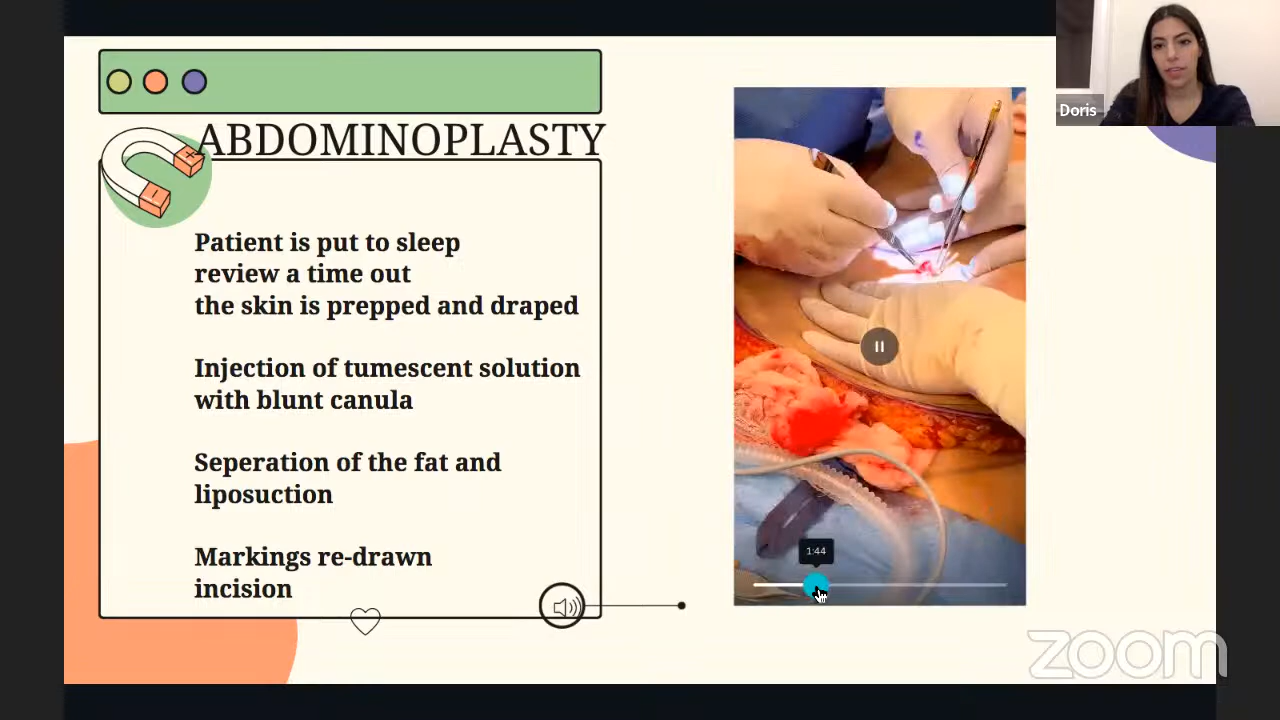 ABDOMINOPLASTY
Patient is put to sleep
review a time out
the skin is prepped and draped
Injection of tumescent solution
with blunt canula
Seperation of the fat and
liposuction
Markings re-drawn
incision
Doris
1:44
zoom